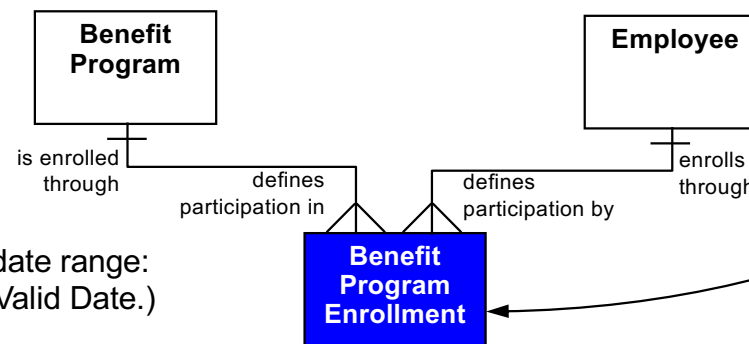 Benefit
Program
Employee
is enrolled
through
defines
participation in
defines
participation by
enrolls
through
date range:
Valid Date.)
Benefit
Program
Enrollment